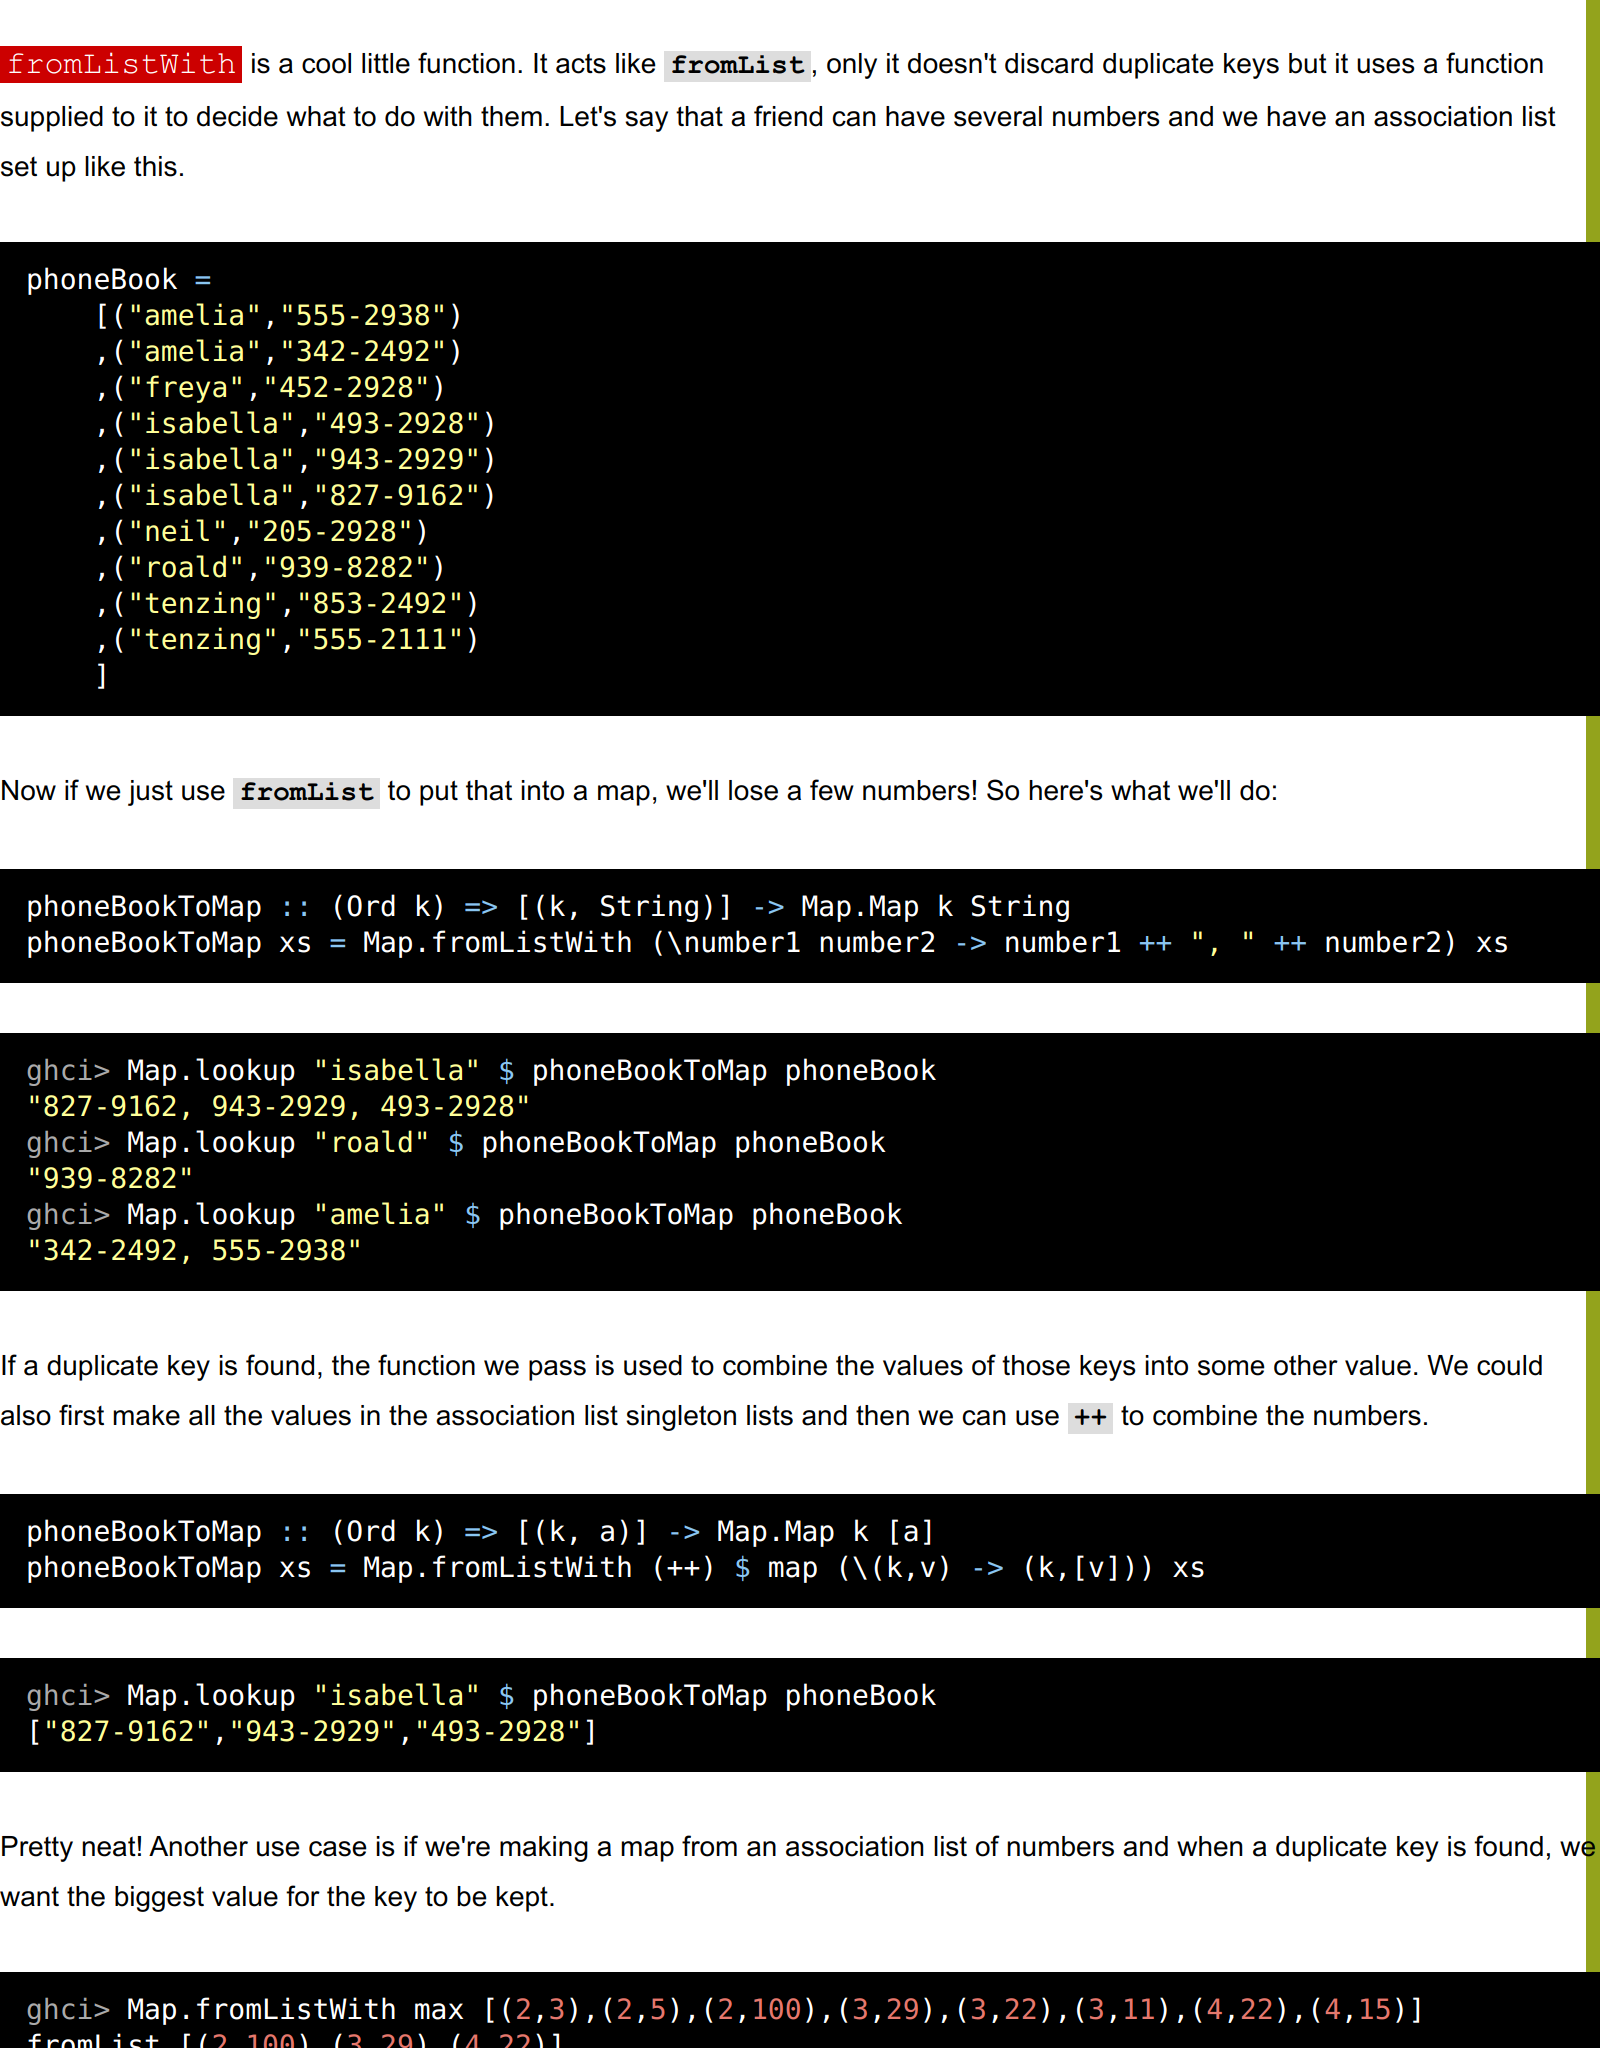 fromListWith is a cool little function. It acts like fromList, only it doesn't discard duplicate keys but it uses a function
supplied to it to decide what to do with them. Let's say that a friend can have several numbers and we have an association list
set up like this.
phoneBook =
    [("amelia","555-2938")
    ,("amelia","342-2492")
    ,("freya","452-2928")
    ,("isabella","493-2928")
    ,("isabella","943-2929")
    ,("isabella","827-9162")
    ,("neil","205-2928")
    ,("roald","939-8282")
    ,("tenzing","853-2492")
    ,("tenzing","555-2111")
    ]
Now if we just use fromList to put that into a map, we'll lose a few numbers! So here's what we'll do:
phoneBookToMap :: (Ord k) => [(k, String)] -> Map.Map k String
phoneBookToMap xs = Map.fromListWith (\number1 number2 -> number1 ++ ", " ++ number2) xs
ghci> Map.lookup "isabella" $ phoneBookToMap phoneBook
"827-9162, 943-2929, 493-2928"
ghci> Map.lookup "roald" $ phoneBookToMap phoneBook
"939-8282"
ghci> Map.lookup "amelia" $ phoneBookToMap phoneBook
"342-2492, 555-2938"
If a duplicate key is found, the function we pass is used to combine the values of those keys into some other value. We could
also first make all the values in the association list singleton lists and then we can use ++ to combine the numbers.
phoneBookToMap :: (Ord k) => [(k, a)] -> Map.Map k [a]
phoneBookToMap xs = Map.fromListWith (++) $ map (\(k,v) -> (k,[v])) xs
ghci> Map.lookup "isabella" $ phoneBookToMap phoneBook
["827-9162","943-2929","493-2928"]
Pretty neat! Another use case is if we're making a map from an association list of numbers and when a duplicate key is found, we
want the biggest value for the key to be kept.
ghci> Map.fromListWith max [(2,3),(2,5),(2,100),(3,29),(3,22),(3,11),(4,22),(4,15)]
fromList [(2,100),(3,29),(4,22)]